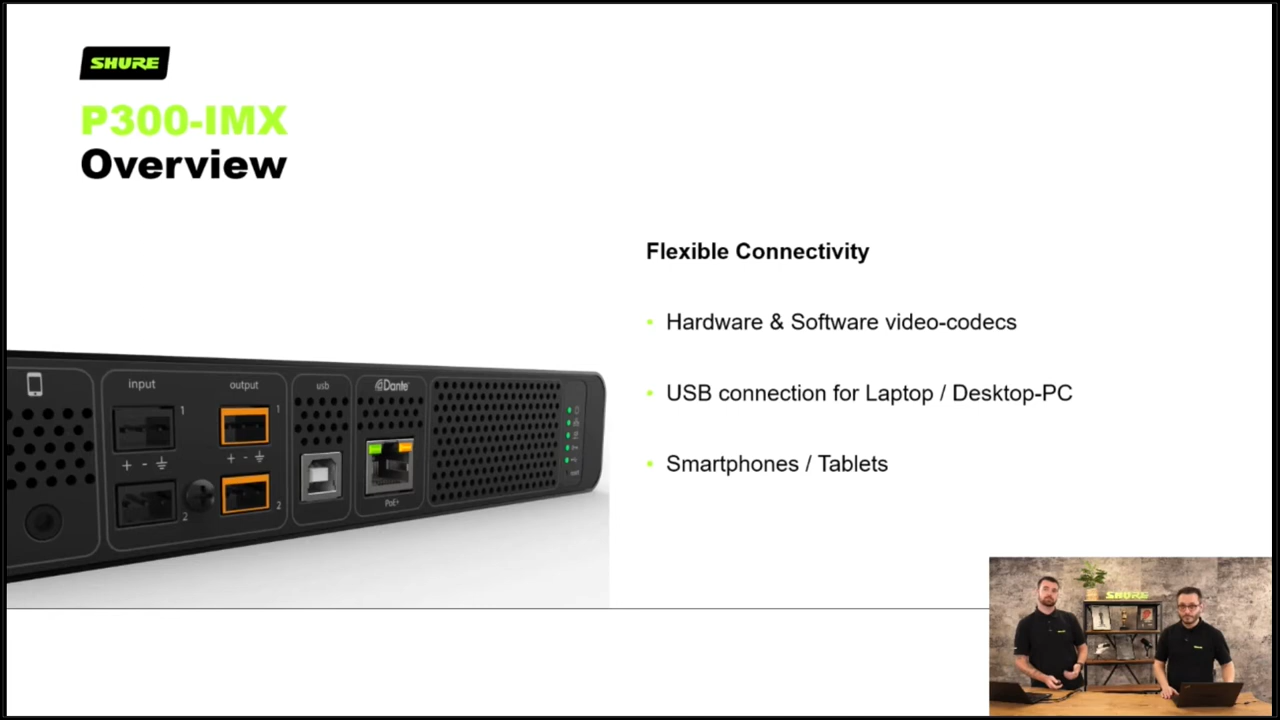 SHURE
P300-IMX
Overview
Flexible Connectivity
• Hardware & Software video-codecs
• USB connection for Laptop / Desktop-PC
• Smartphones / Tablets
input
output
usb
Dante
1
1
+ -
+ -
2
2
PoE+
SHURE